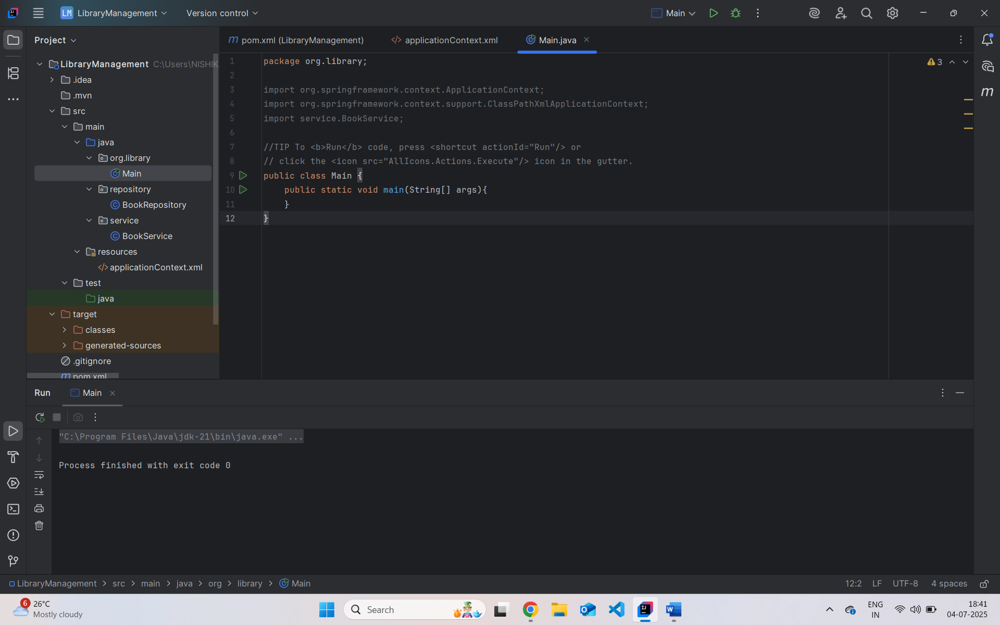 LM LibraryManagement
Version control
Main
Project
pom.xml (LibraryManagement)
applicationContext.xml
Main.java
LibraryManagement C:\Users\NISHIK
.idea
.mvn
src
main
java
org.library
Main
repository
BookRepository
service
BookService
resources
applicationContext.xml
test
java
target
classes
generated-sources
.gitignore
pom.xml
3
1 package org.library;
2
3 import org.springframework.context.ApplicationContext;
4 import org.springframework.context.support.ClassPathXmlApplicationContext;
5 import service.BookService;
6
7 //TIP To <b>Run</b> code, press <shortcut actionId="Run"/> or
8 // click the <icon src="AllIcons.Actions.Execute"/> icon in the gutter.
9 public class Main {
10 public static void main(String[] args){
11 }
12 }
Run
Main
"C:\Program Files\Java\jdk-21\bin\java.exe" ...
Process finished with exit code 0
LibraryManagement > src > main > java > org > library > Main
12:2 LF UTF-8 4 spaces
6
26°C
Mostly cloudy
Search
ENG
IN
18:41
04-07-2025